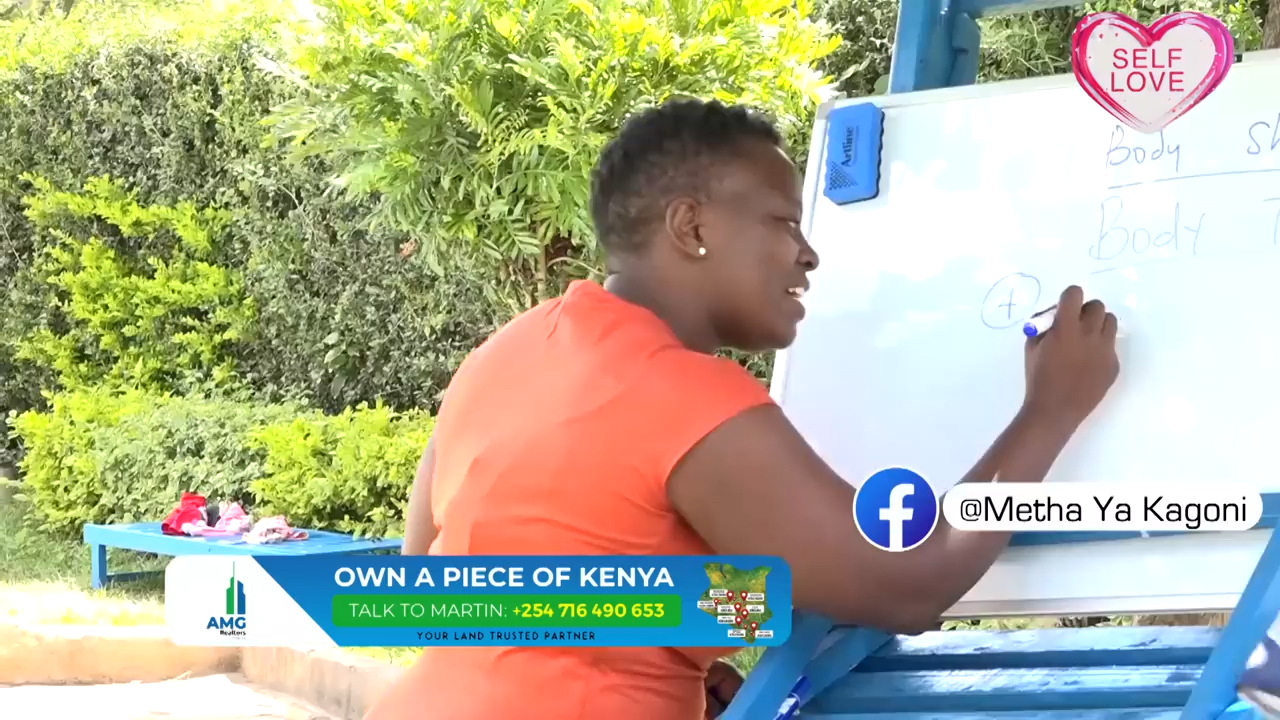 SELF
LOVE
Artline
Body
Body
+
@Metha Ya Kagoni
OWN A PIECE OF KENYA
TALK TO MARTIN: +254 716 490 653
YOUR LAND TRUSTED PARTNER
AMG
Realtors